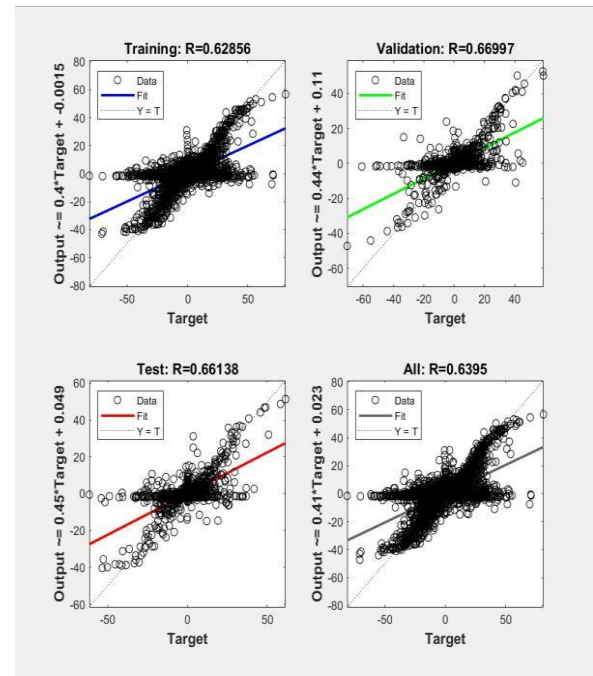 Training: R=0.62856
Output ~= 0.4*Target + -0.0015
80
60
40
20
0
-20
-40
-60
80
Data
Fit
Y = T
-50
0
50
Target
Validation: R=0.66997
Output ~= 0.44*Target + 0.11
40
20
0
-20
-40
-60
Data
Fit
Y = T
-60
-40
-20
0
20
40
Target
Test: R=0.66138
Output ~= 0.45*Target + 0.049
60
40
20
0
-20
-40
-60
Data
Fit
Y = T
-50
0
50
Target
All: R=0.6395
Output ~= 0.41*Target + 0.023
80
60
40
20
0
-20
-40
-60
-80
Data
Fit
Y = T
-50
0
50
Target